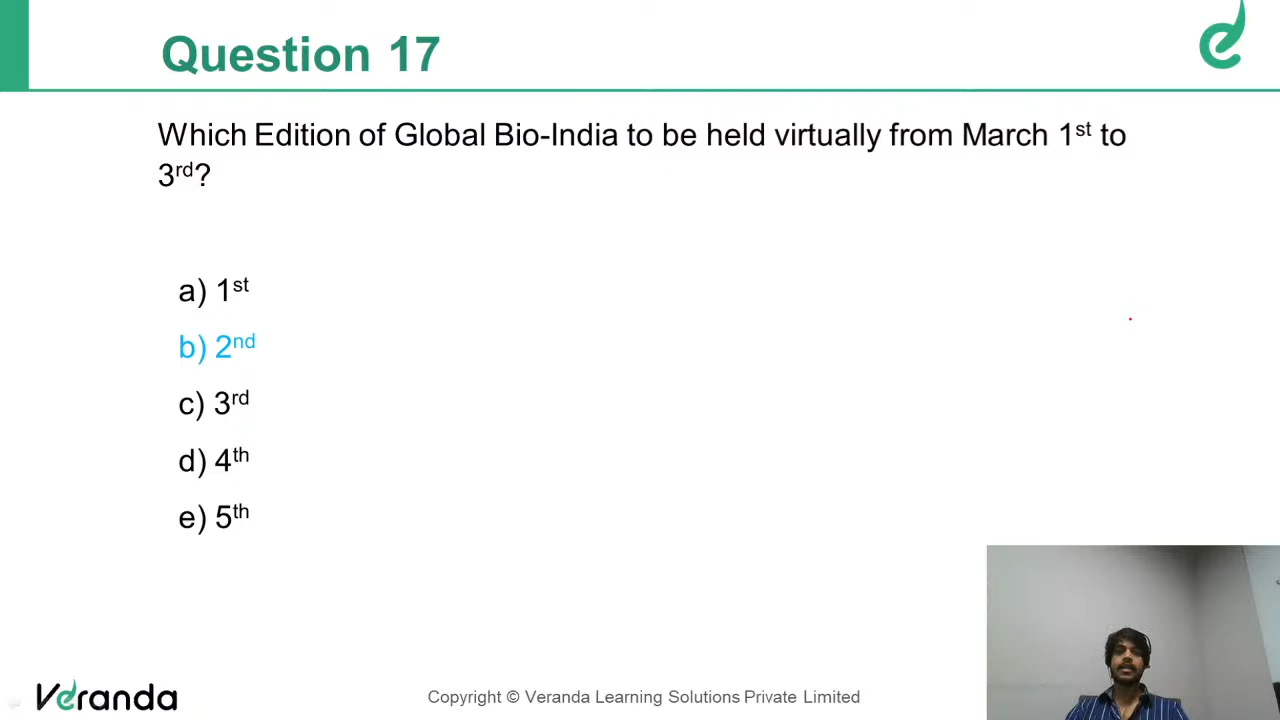 Question 17
Which Edition of Global Bio-India to be held virtually from March 1st to
3rd?
a) 1st
b) 2nd
c) 3rd
d) 4th
e) 5th
Veranda
Copyright © Veranda Learning Solutions Private Limited